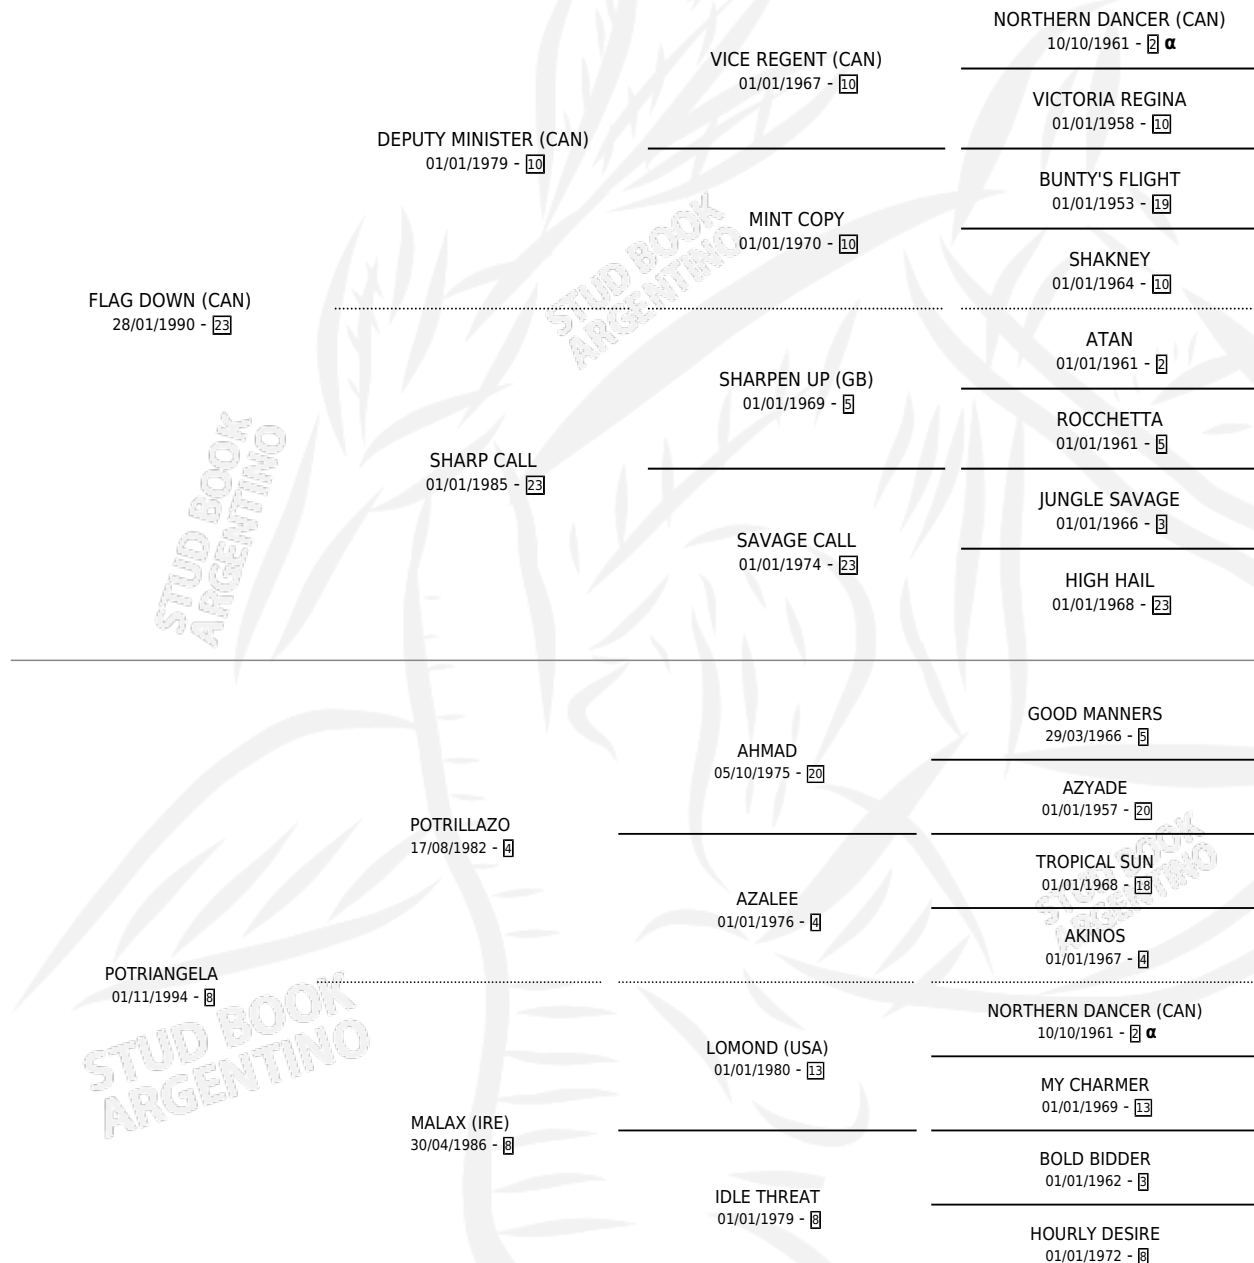 NORTHERN DANCER (CAN)
10/10/1961 - 2 α
VICE REGENT (CAN)
01/01/1967 - 10
VICTORIA REGINA
01/01/1958 - 10
DEPUTY MINISTER (CAN)
01/01/1979 - 10
BUNTY'S FLIGHT
01/01/1953 - 19
MINT COPY
01/01/1970 - 10
SHAKNEY
01/01/1964 - 10
STUD BOOK
ARGENTINO
FLAG DOWN (CAN)
28/01/1990 - 23
ATAN
01/01/1961 - 2
SHARPEN UP (GB)
01/01/1969 - 5
ROCCHETTA
01/01/1961 - 5
SHARP CALL
01/01/1985 - 23
JUNGLE SAVAGE
01/01/1966 - 3
SAVAGE CALL
01/01/1974 - 23
HIGH HAIL
01/01/1968 - 23
STUD BOOK
ARGENTINO
GOOD MANNERS
29/03/1966 - 5
AHMAD
05/10/1975 - 20
AZYADE
01/01/1957 - 20
POTRILLAZO
17/08/1982 - 4
TROPICAL SUN
01/01/1968 - 18
AZALEE
01/01/1976 - 4
AKINOS
01/01/1967 - 4
STUD BOOK
ARGENTINO
POTRIANGELA
01/11/1994 - 8
NORTHERN DANCER (CAN)
10/10/1961 - 2 α
LOMOND (USA)
01/01/1980 - 13
MY CHARMER
01/01/1969 - 13
STUD BOOK
ARGENTINO
MALAX (IRE)
30/04/1986 - 8
BOLD BIDDER
01/01/1962 - 3
IDLE THREAT
01/01/1979 - 8
HOURLY DESIRE
01/01/1972 - 8